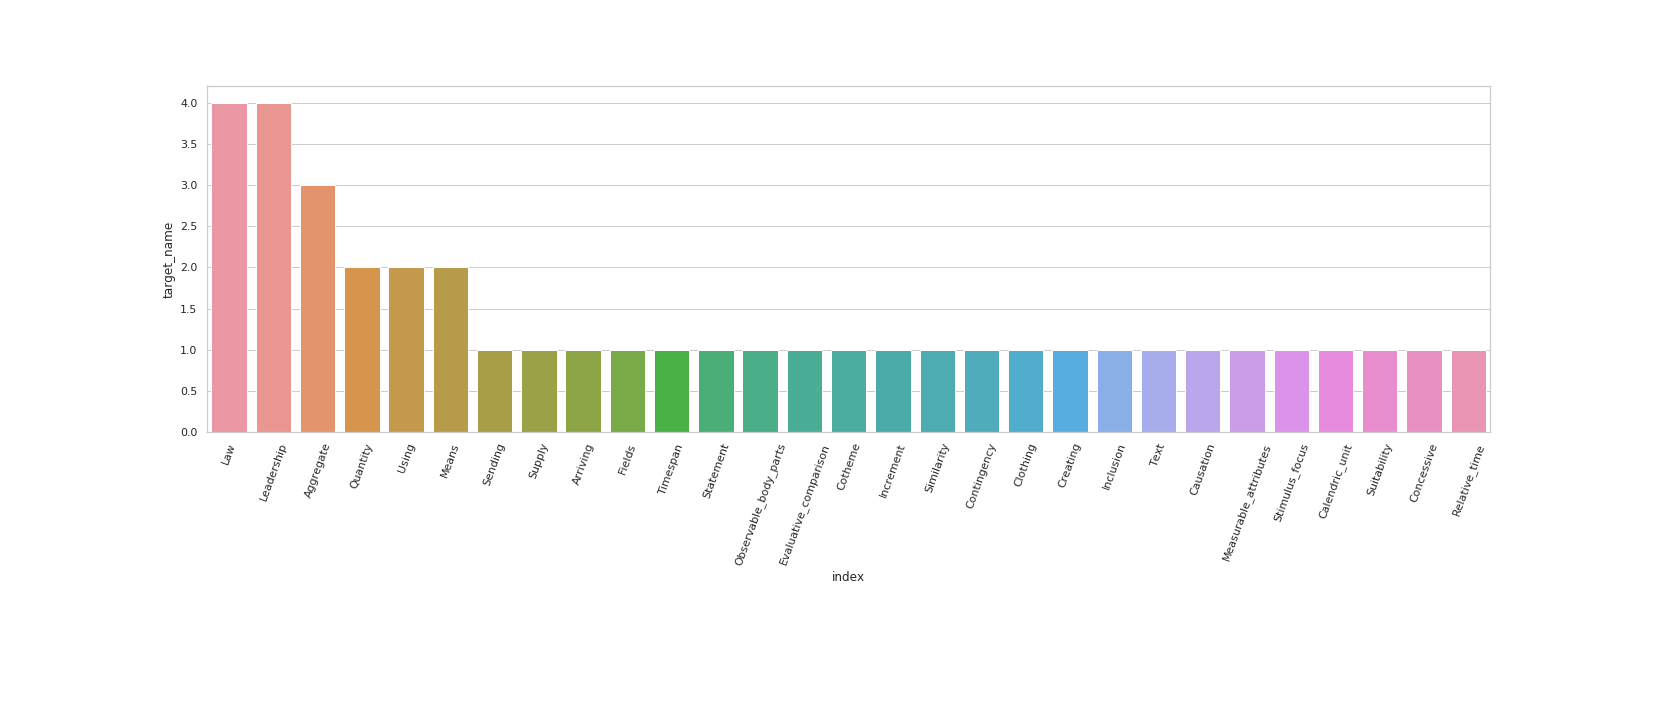 4.0
3.5
3.0
2.5
2.0
1.5
1.0
0.5
0.0
target_name
Law
Leadership
Aggregate
Quantity
Using
Means
Sending
Supply
Arriving
Fields
Timespan
Statement
Observable_body_parts
Evaluative_comparison
Cotheme
Increment
Similarity
Contingency
Clothing
Creating
Inclusion
Text
Causation
Measurable_attributes
Stimulus_focus
Calendric_unit
Suitability
Concessive
Relative_time
index